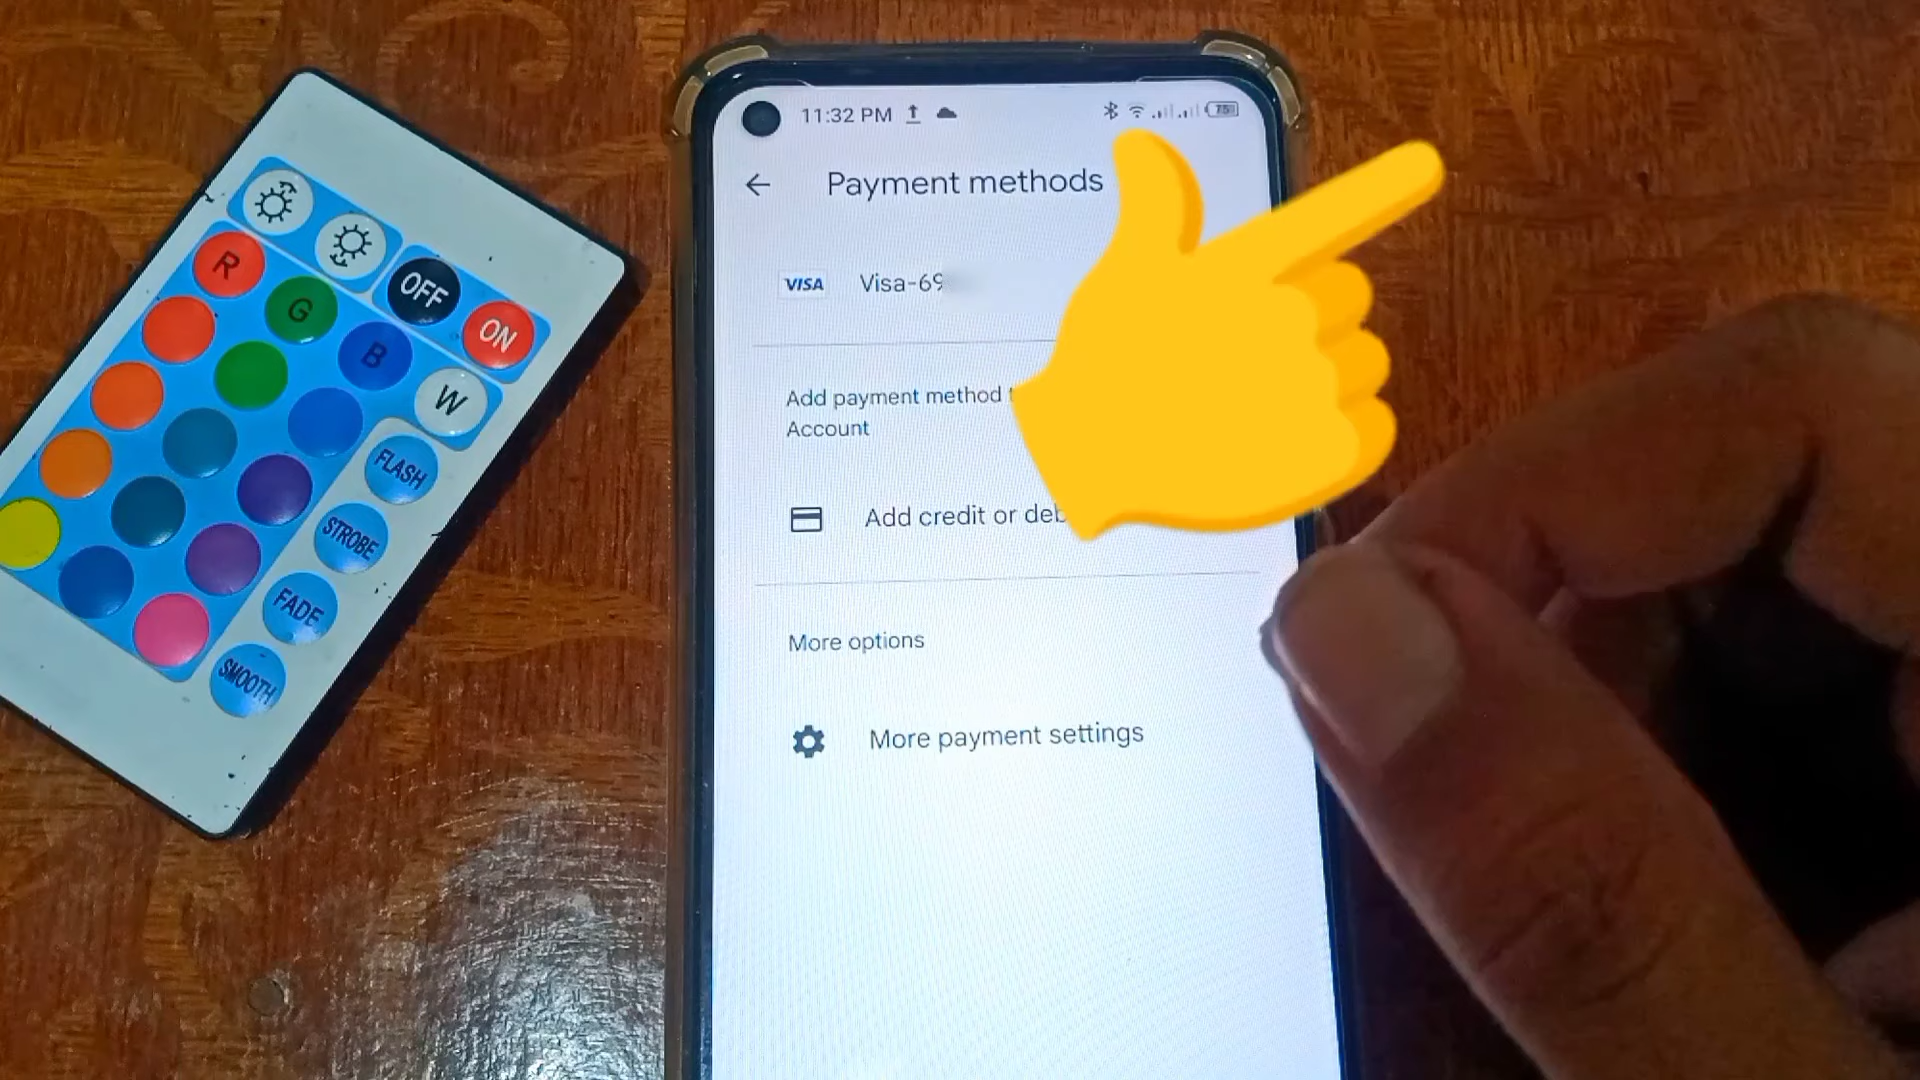 11:32 PM
75
Payment methods
VISA Visa-69
Add payment method
Account
Add credit or
More options
More payment settings
OFF
ON
R
G
B
W
FLASH
STROBE
FADE
SMOOTH